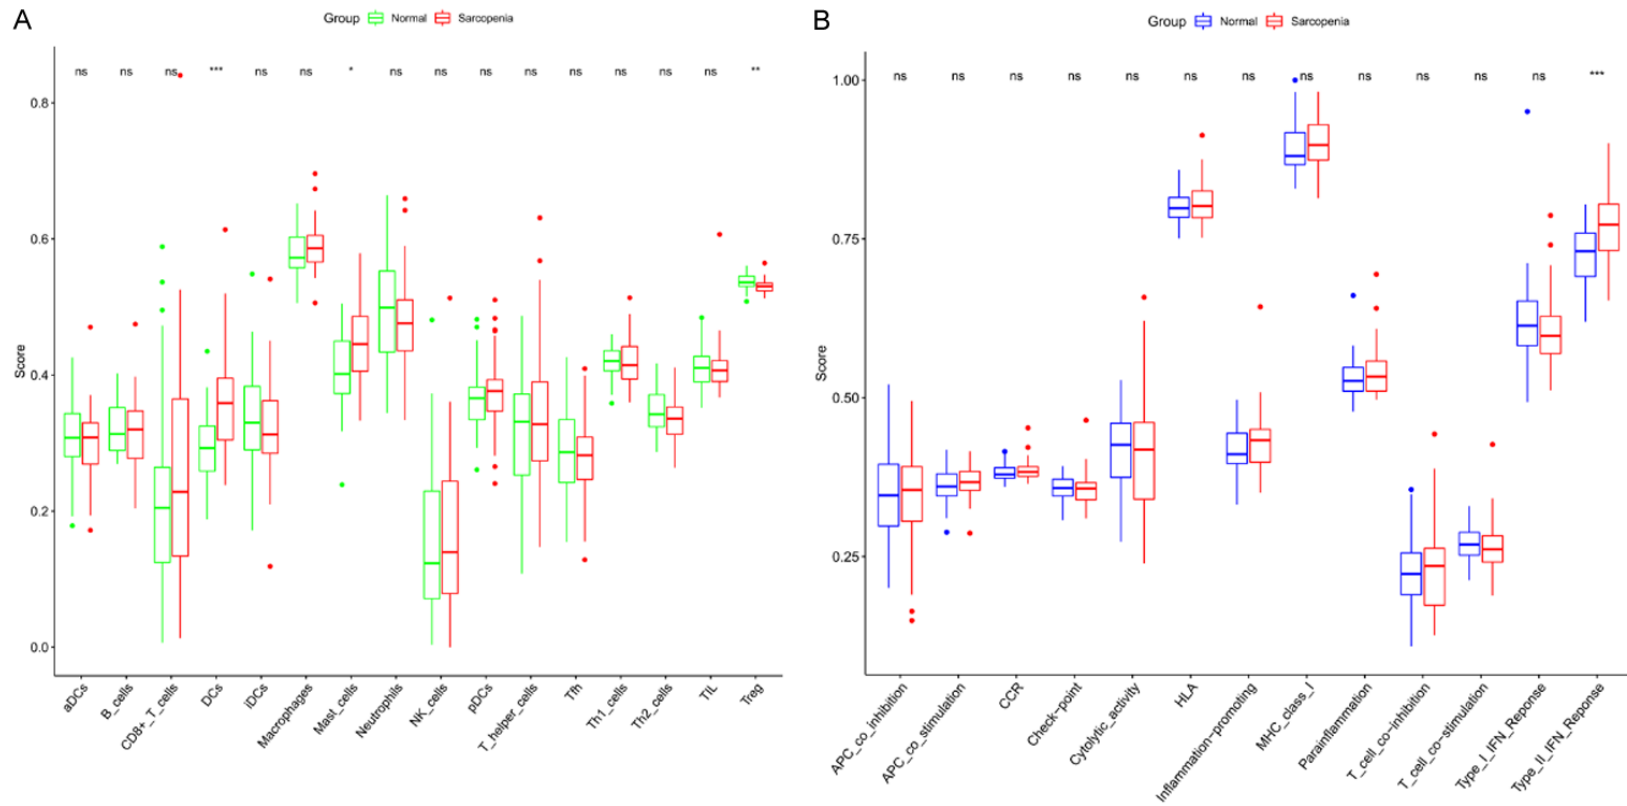 A
Group Normal Sarcopenia
ns ns ns *** ns ns * ns ns ns ns ns ns ns ns **
Score
0.8
0.6
0.4
0.2
0.0
aDCs
B_cells
CD8+_T_cells
DCs
iDCs
Macrophages
Mast_cells
Neutrophils
NK_cells
pDCs
T_helper_cells
Tfh
Th1_cells
Th2_cells
TIL
Treg
B
Group Normal Sarcopenia
ns ns ns ns ns ns ns ns ns ns ns ns ***
Score
1.00
0.75
0.50
0.25
APC_co_inhibition
APC_co_stimulation
CCR
Check-point
Cytolytic_activity
HLA
Inflammation-promoting
MHC_class_I
Parainflammation
T_cell_co-inhibition
T_cell_co-stimulation
Type_I_IFN_Reponse
Type_II_IFN_Reponse